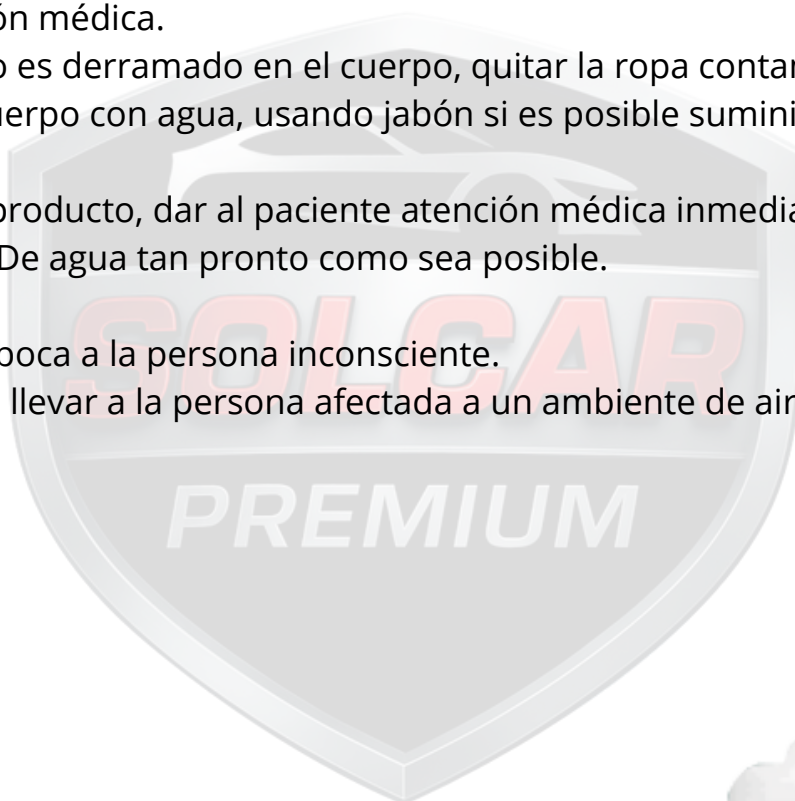 ón médica.
o es derramado en el cuerpo, quitar la ropa contar
uerpo con agua, usando jabón si es posible sumini
producto, dar al paciente atención médica inmedia
De agua tan pronto como sea posible.
boca a la persona inconsciente.
llevar a la persona afectada a un ambiente de air
SOLCAR
PREMIUM